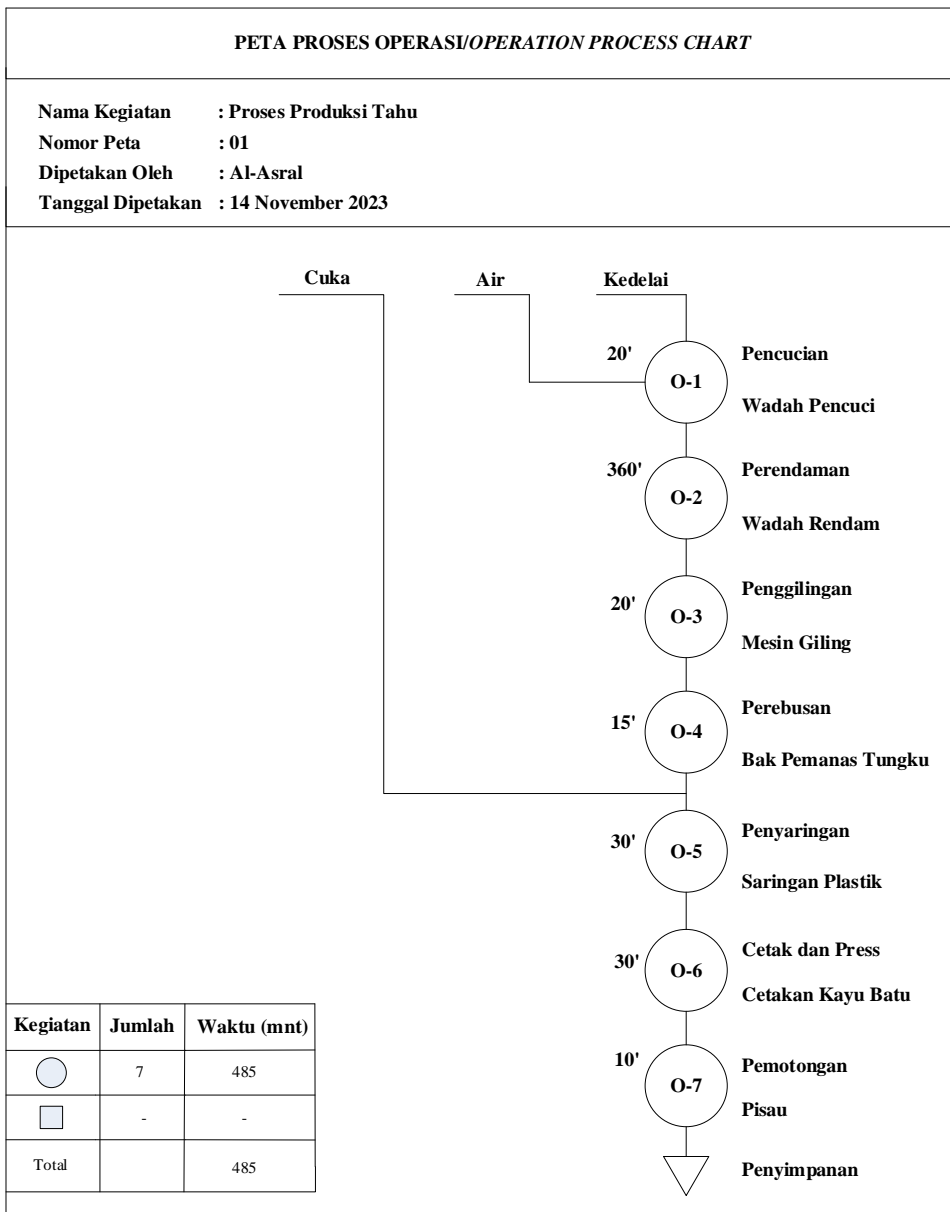 PETA PROSES OPERASI/OPERATION PROCESS CHART
Nama Kegiatan : Proses Produksi Tahu
Nomor Peta : 01
Dipetakan Oleh : Al-Asral
Tanggal Dipetakan : 14 November 2023
Cuka Air Kedelai
20' O-1 Pencucian
Wadah Pencuci
360' O-2 Perendaman
Wadah Rendam
20' O-3 Penggilingan
Mesin Giling
15' O-4 Perebusan
Bak Pemanas Tungku
30' O-5 Penyaringan
Saringan Plastik
30' O-6 Cetak dan Press
Cetakan Kayu Batu
10' O-7 Pemotongan
Pisau
Penyimpanan
Kegiatan Jumlah Waktu (mnt)
7 485
- -
Total 485